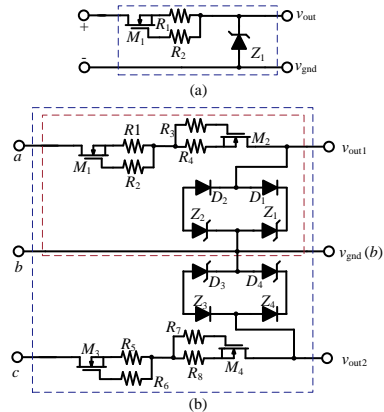 +
-
M1
R1
R2
Z1
vout
vgnd
(a)
a
M1
R1
R2
R3
R4
M2
vout1
D2
D1
Z2
Z1
b
vgnd (b)
D3
D4
Z3
Z4
c
M3
R5
R6
R7
R8
M4
vout2
(b)